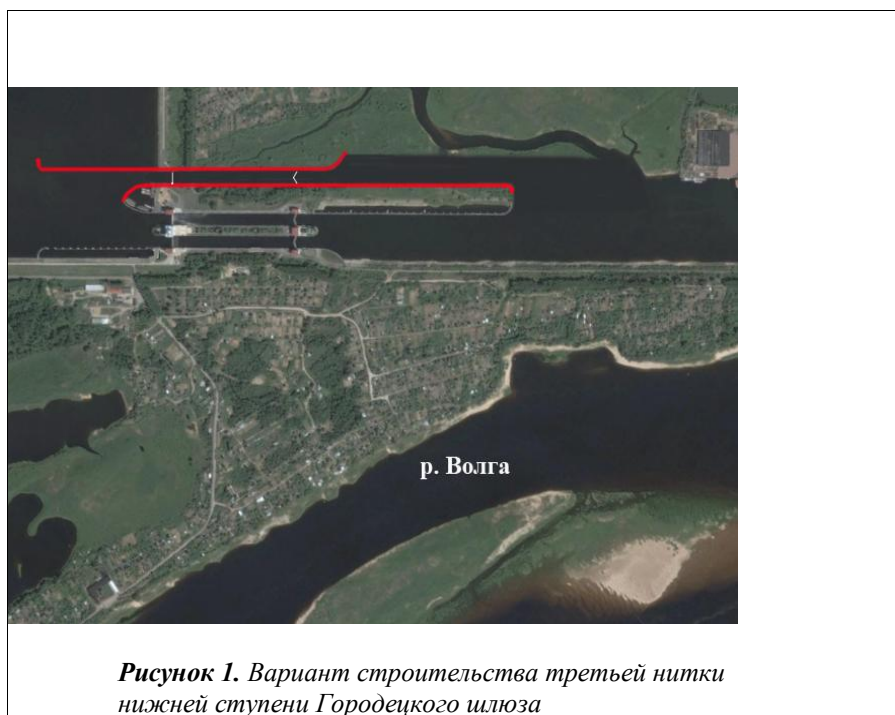 р. Волга
Рисунок 1. Вариант строительства третьей нитки
нижней ступени Городецкого шлюза